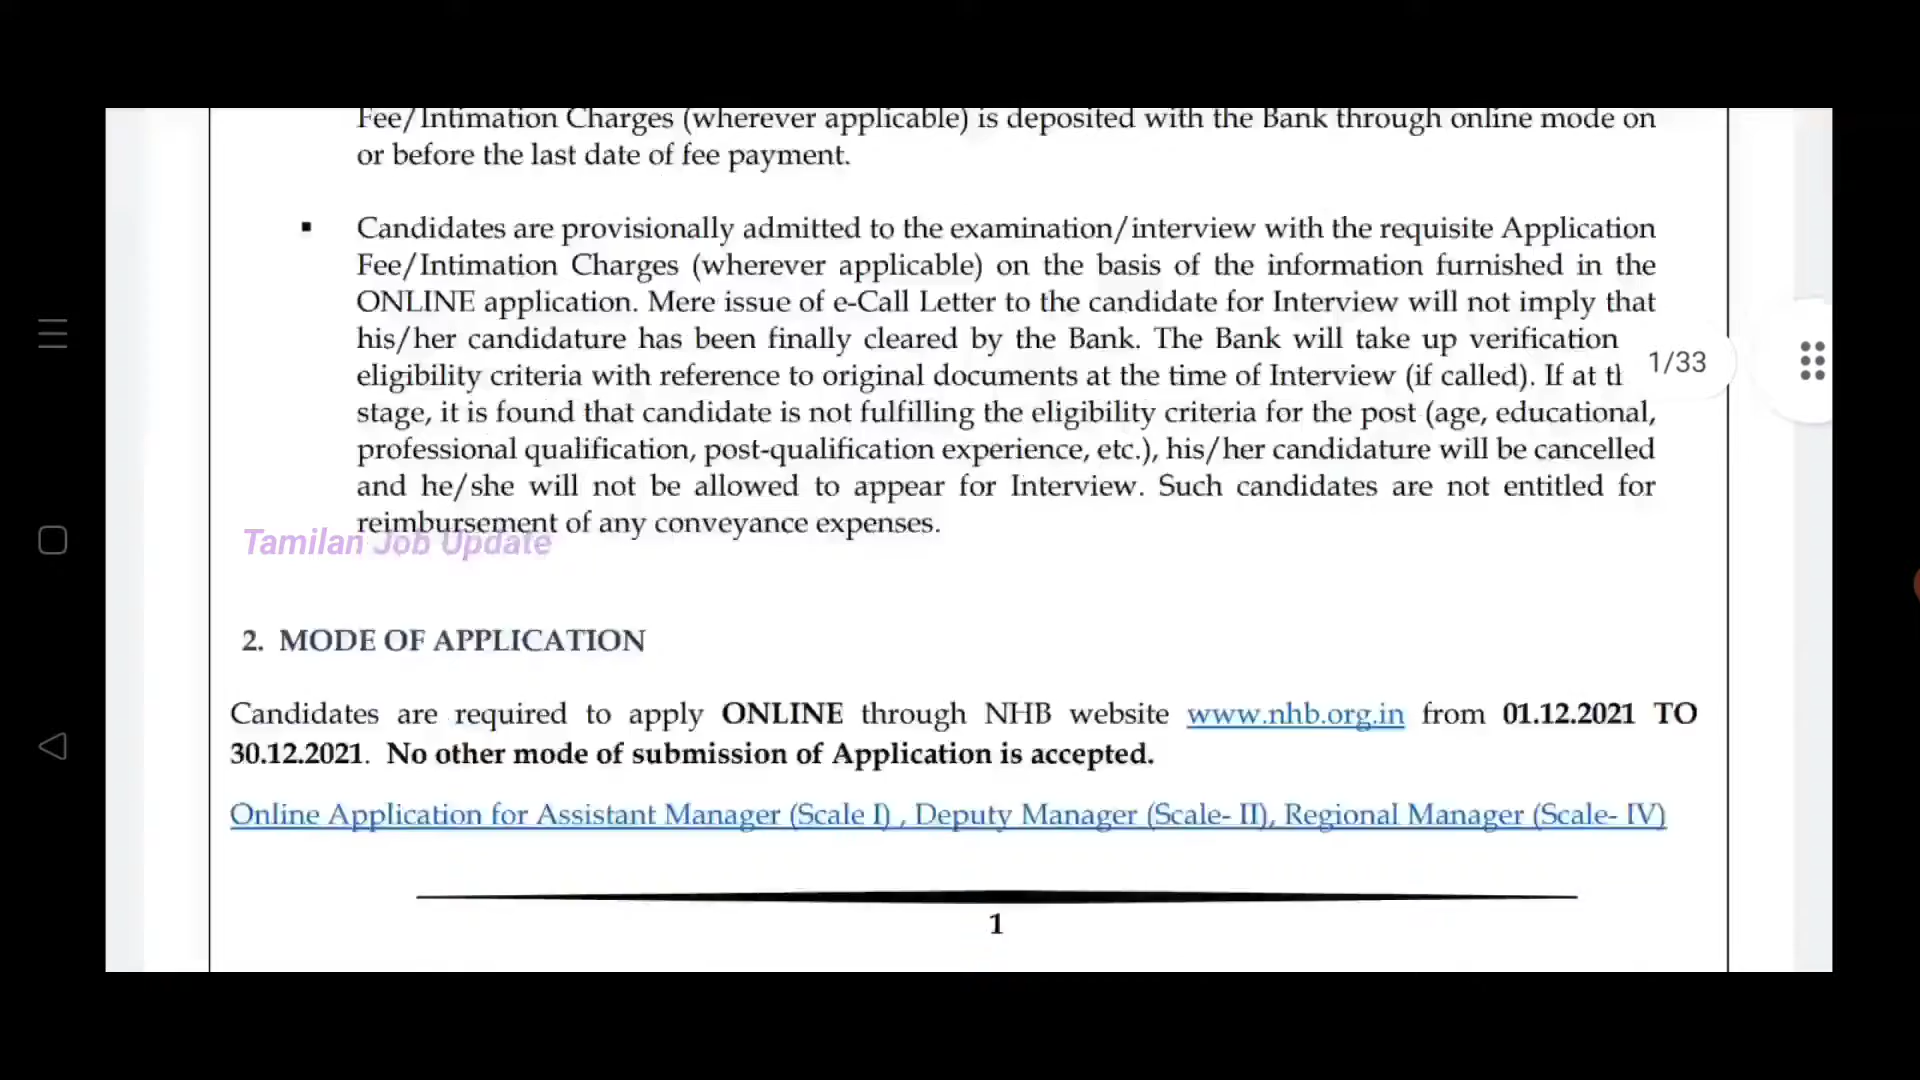 Fee/Intimation Charges (wherever applicable) is deposited with the Bank through online mode on
or before the last date of fee payment.
▪ Candidates are provisionally admitted to the examination/interview with the requisite Application
Fee/Intimation Charges (wherever applicable) on the basis of the information furnished in the
ONLINE application. Mere issue of e-Call Letter to the candidate for Interview will not imply that
his/her candidature has been finally cleared by the Bank. The Bank will take up verification
eligibility criteria with reference to original documents at the time of Interview (if called). If at
1/33
stage, it is found that candidate is not fulfilling the eligibility criteria for the post (age, educational,
professional qualification, post-qualification experience, etc.), his/her candidature will be cancelled
and he/she will not be allowed to appear for Interview. Such candidates are not entitled for
reimbursement of any conveyance expenses.
Tamilan Job Update
2. MODE OF APPLICATION
Candidates are required to apply ONLINE through NHB website www.nhb.org.in from 01.12.2021 TO
30.12.2021. No other mode of submission of Application is accepted.
Online Application for Assistant Manager (Scale I) , Deputy Manager (Scale- II), Regional Manager (Scale- IV)
1